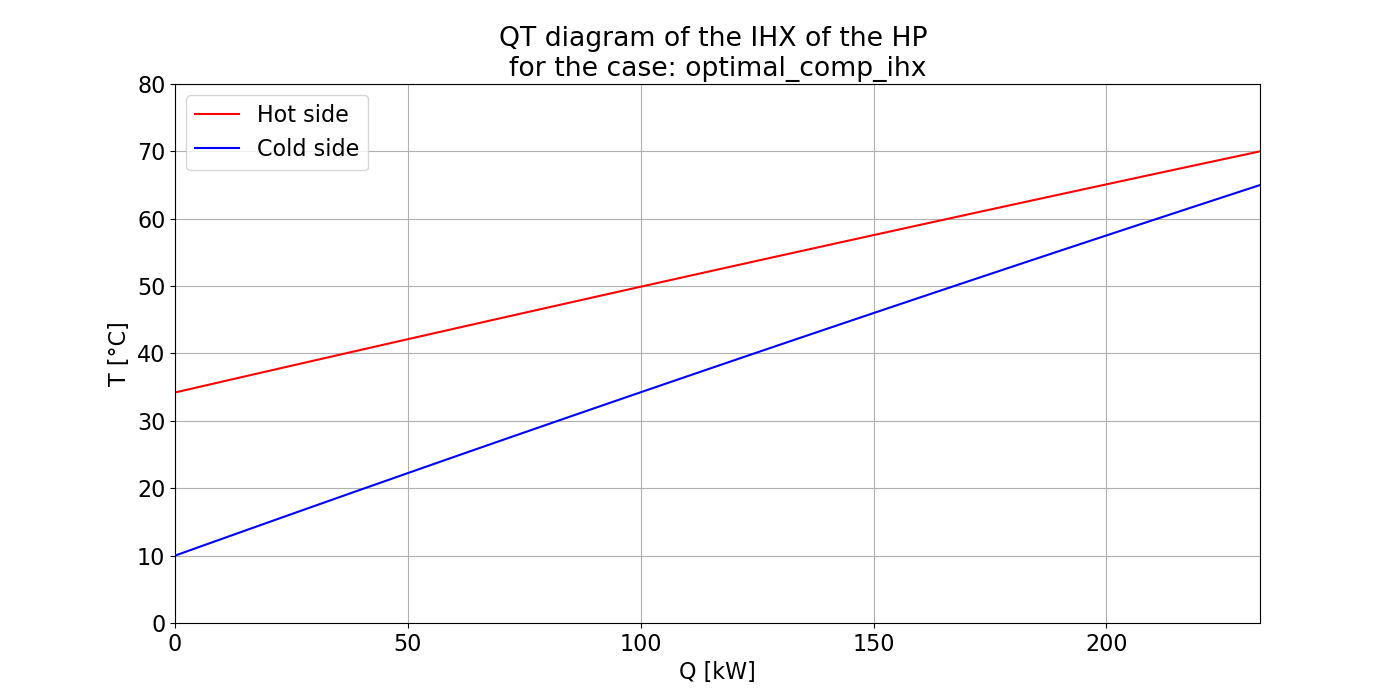 QT diagram of the IHX of the HP
for the case: optimal_comp_ihx
Hot side
Cold side
T [°C]
80
70
60
50
40
30
20
10
0
0 50 100 150 200
Q [kW]